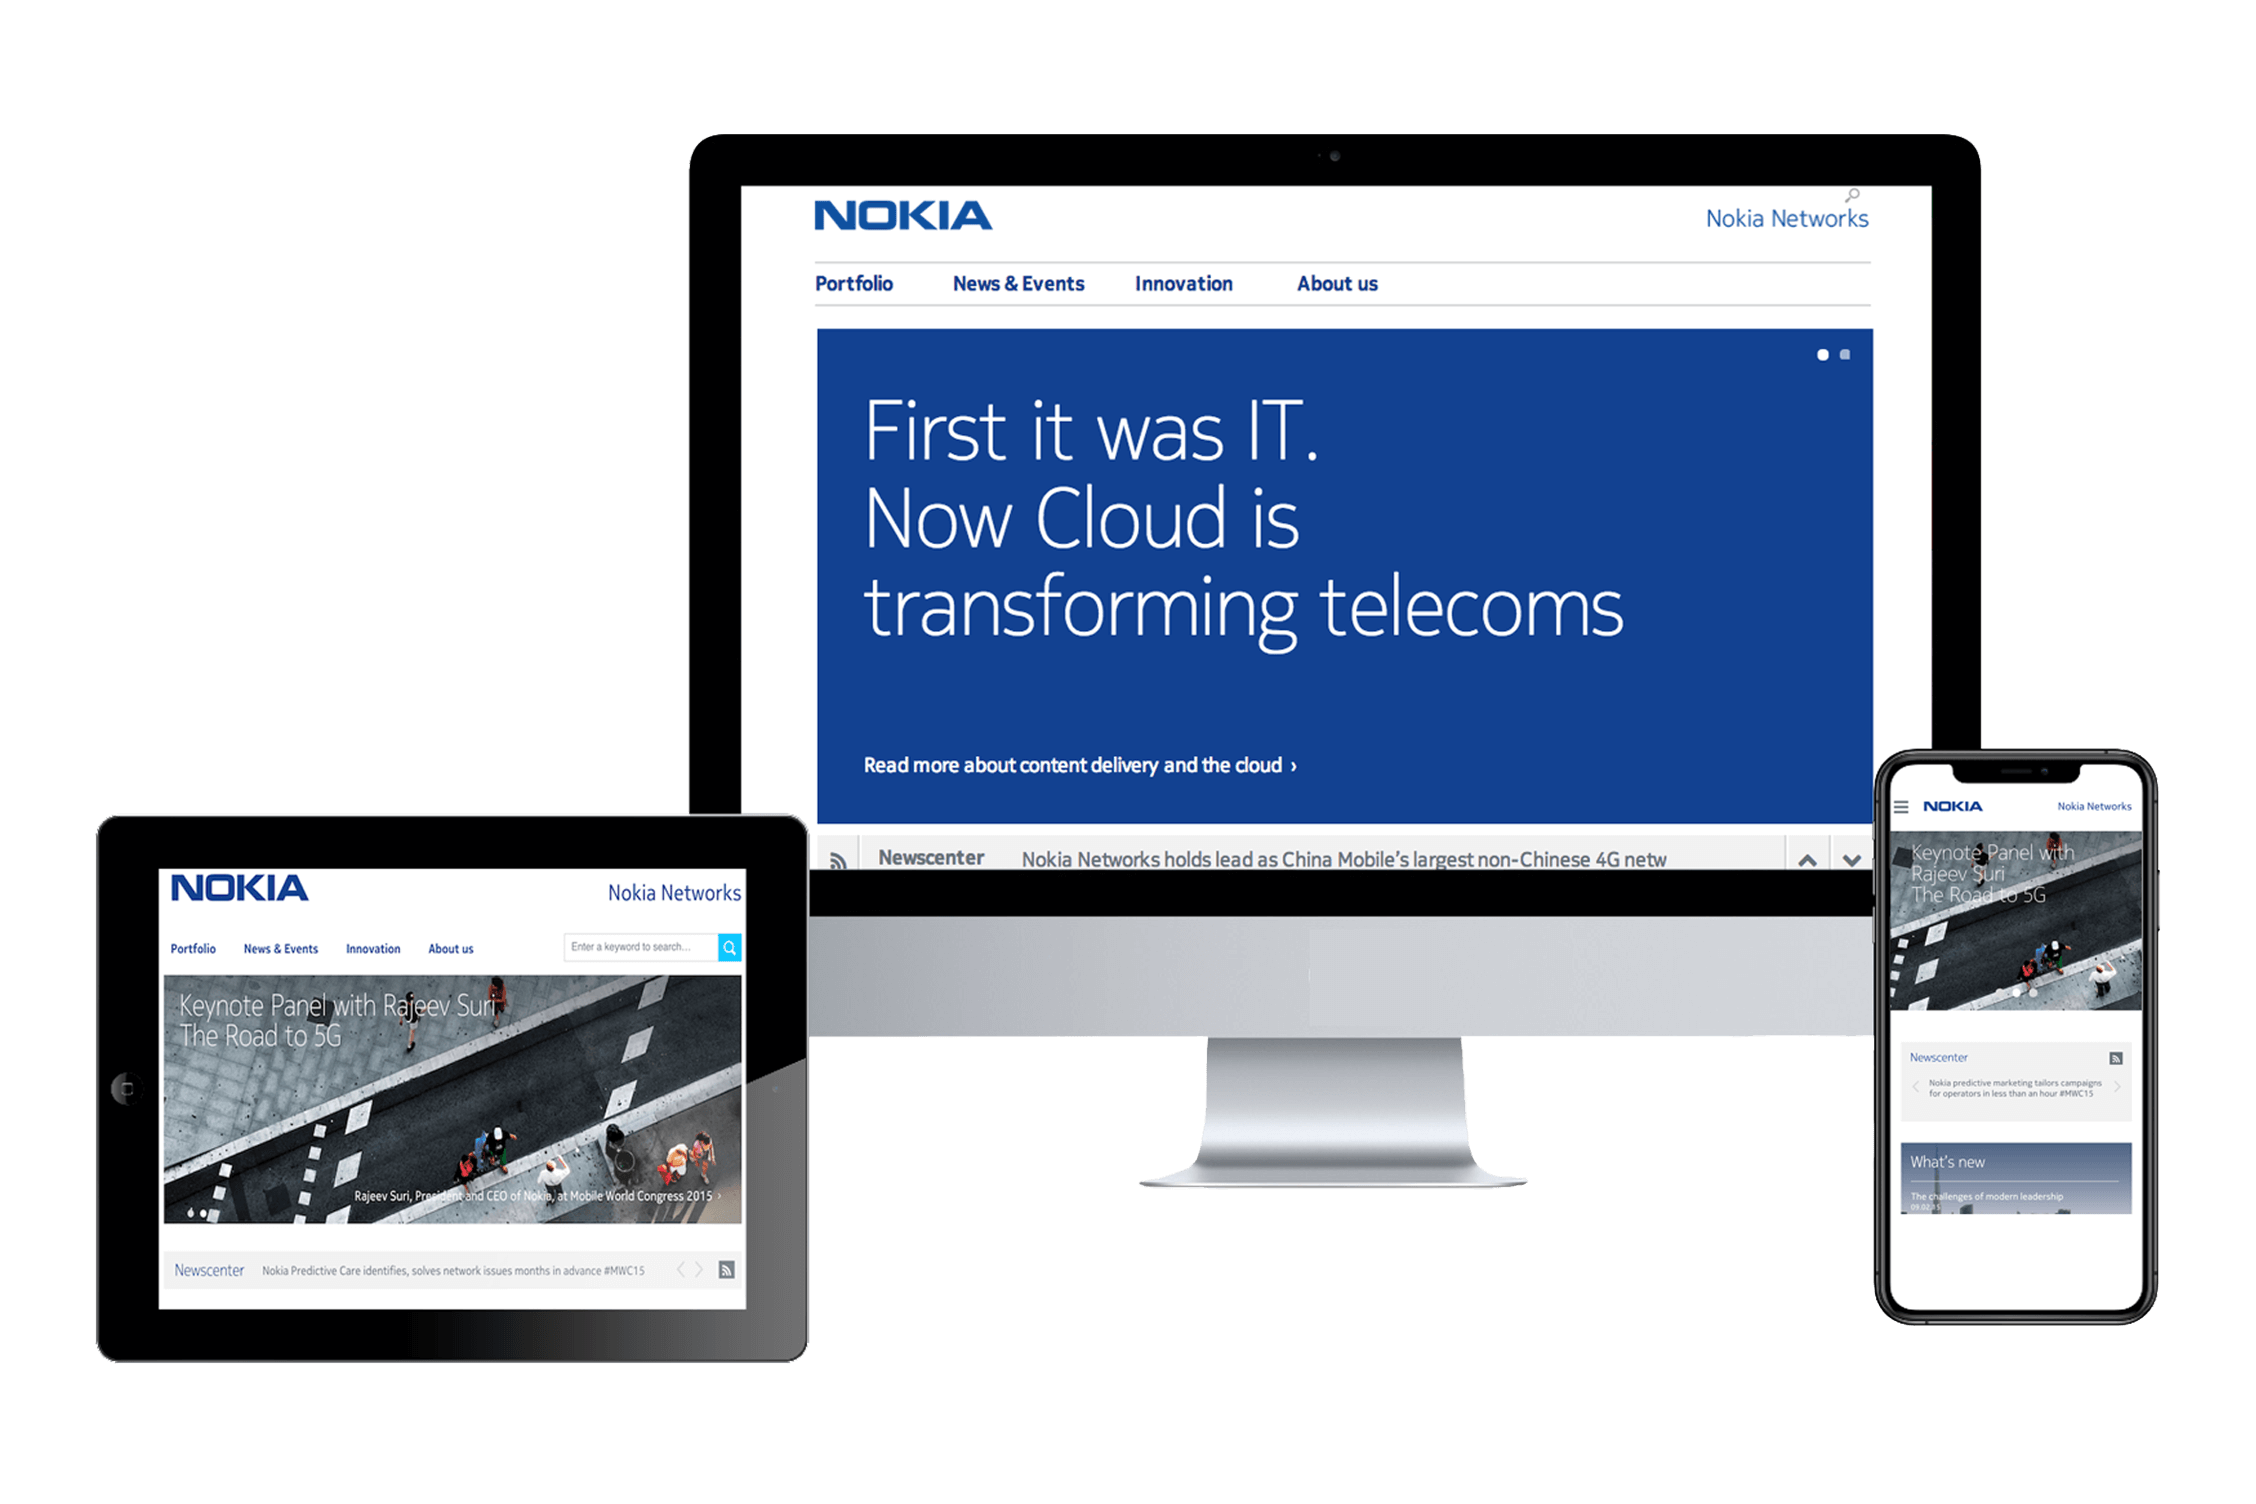 NOKIA
Nokia Networks
Portfolio News & Events Innovation About us
First it was IT.
Now Cloud is
transforming telecoms
Read more about content delivery and the cloud ›
Newscenter Nokia Networks holds lead as China Mobile's largest non-Chinese 4G netw
NOKIA
Nokia Networks
Portfolio News & Events Innovation About us
Enter a keyword to search...
Keynote Panel with Rajeev Suri
The Road to 5G
Rajeev Suri, President and CEO of Nokia, at Mobile World Congress 2015 ›
Newscenter Nokia Predictive Care identifies, solves network issues months in advance #MWC15
NOKIA Nokia Networks
Keynote Panel with
Rajeev Suri
The Road to 5G
Newscenter
Nokia predictive marketing tailors campaigns
for operators in less than an hour #MWC15
What's new
The challenges of modern leadership
09.02.15